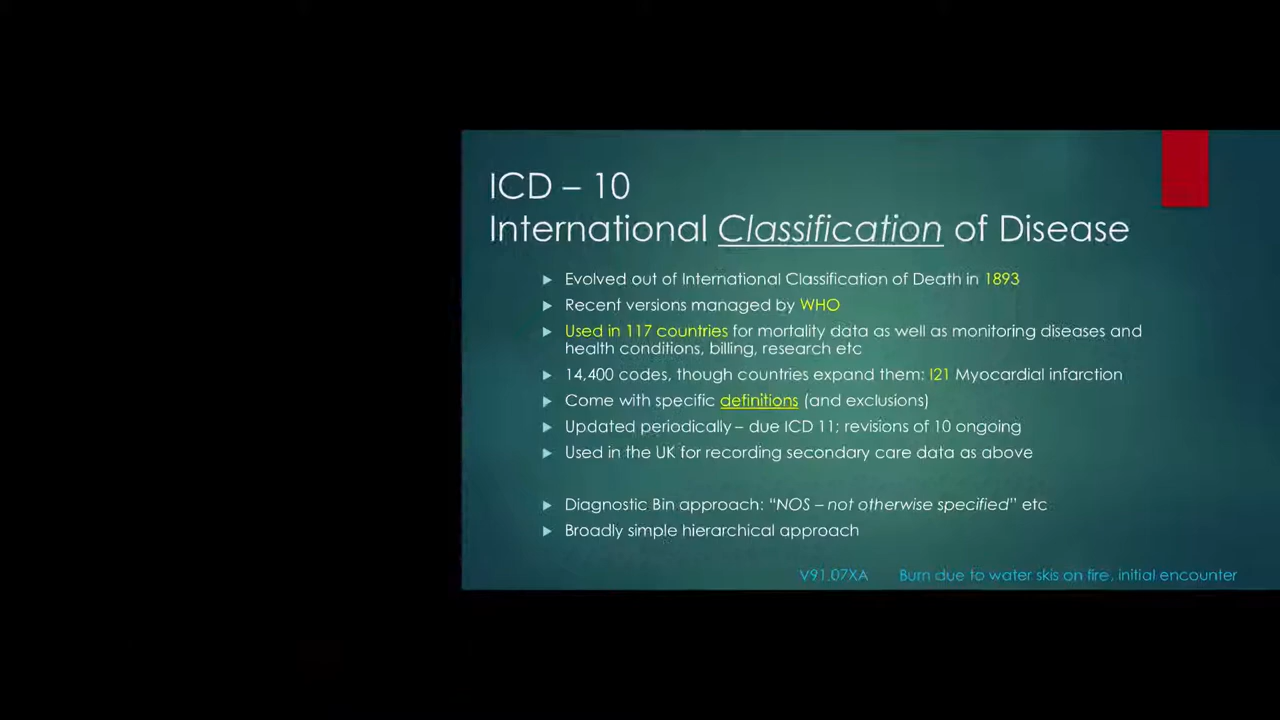 ICD – 10
International Classification of Disease
Evolved out of International Classification of Death in 1893
Recent versions managed by WHO
Used in 117 countries for mortality data as well as monitoring diseases and
health conditions, billing, research etc
14,400 codes, though countries expand them: I21 Myocardial infarction
Come with specific definitions (and exclusions)
Updated periodically – due ICD 11; revisions of 10 ongoing
Used in the UK for recording secondary care data as above
Diagnostic Bin approach: “NOS – not otherwise specified” etc
Broadly simple hierarchical approach
V91.07XA Burn due to water skis on fire, initial encounter